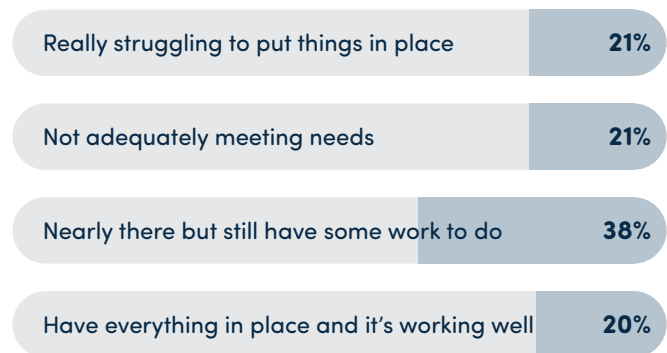 Really struggling to put things in place 21%
Not adequately meeting needs 21%
Nearly there but still have some work to do 38%
Have everything in place and it’s working well 20%